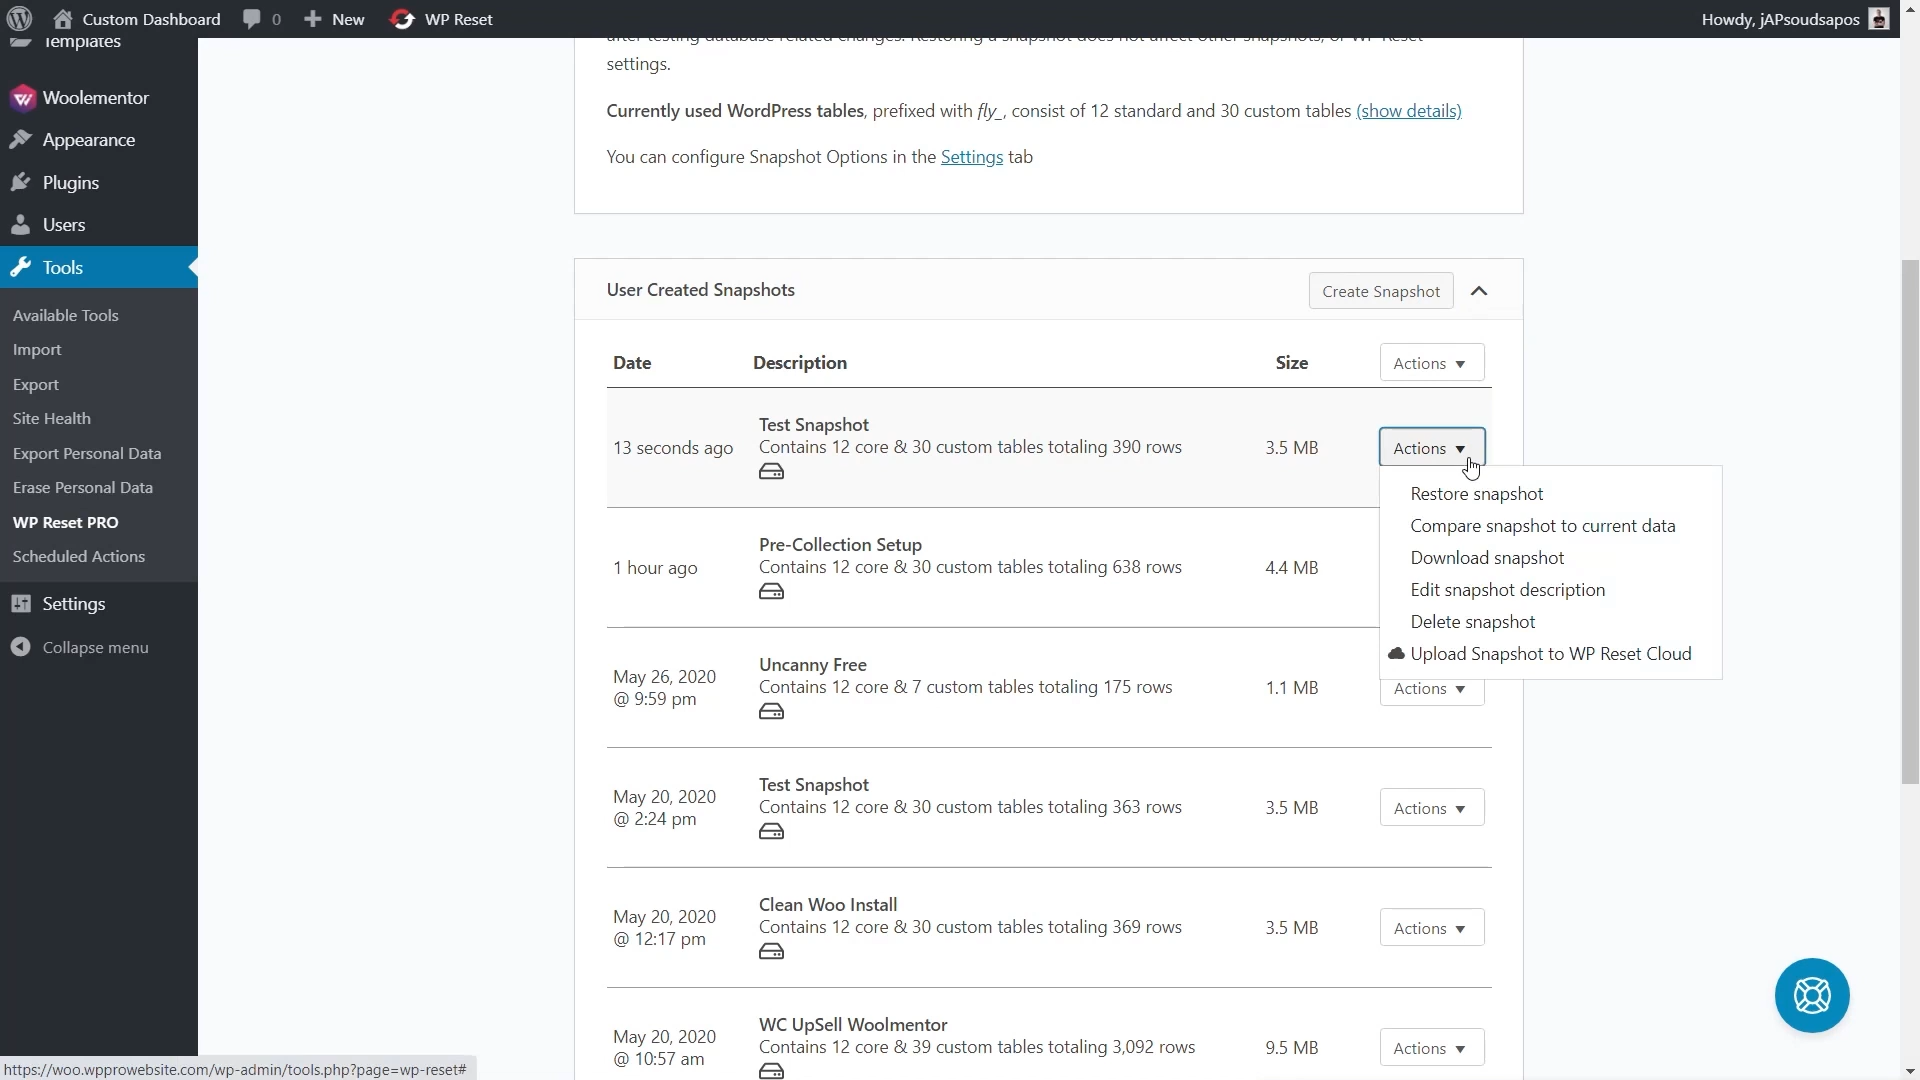 Custom Dashboard
0
New
WP Reset
Howdy, jAPsoudsapos
Templates
Woolementor
Appearance
Plugins
Users
Tools
Available Tools
Import
Export
Site Health
Export Personal Data
Erase Personal Data
WP Reset PRO
Scheduled Actions
Settings
Collapse menu
after testing database related changes. Restoring a snapshot does not affect other snapshots, or WP Reset
settings.
Currently used WordPress tables, prefixed with fly_, consist of 12 standard and 30 custom tables (show details)
You can configure Snapshot Options in the Settings tab
User Created Snapshots
Create Snapshot
Date Description Size Actions
13 seconds ago
Test Snapshot
Contains 12 core & 30 custom tables totaling 390 rows
3.5 MB
Actions
Restore snapshot
Compare snapshot to current data
Download snapshot
Edit snapshot description
Delete snapshot
Upload Snapshot to WP Reset Cloud
1 hour ago
Pre-Collection Setup
Contains 12 core & 30 custom tables totaling 638 rows
4.4 MB
May 26, 2020
@ 9:59 pm
Uncanny Free
Contains 12 core & 7 custom tables totaling 175 rows
1.1 MB
Actions
May 20, 2020
@ 2:24 pm
Test Snapshot
Contains 12 core & 30 custom tables totaling 363 rows
3.5 MB
Actions
May 20, 2020
@ 12:17 pm
Clean Woo Install
Contains 12 core & 30 custom tables totaling 369 rows
3.5 MB
Actions
May 20, 2020
@ 10:57 am
WC UpSell Woolmentor
Contains 12 core & 39 custom tables totaling 3,092 rows
9.5 MB
Actions
https://woo.wpprowebsite.com/wp-admin/tools.php?page=wp-reset#